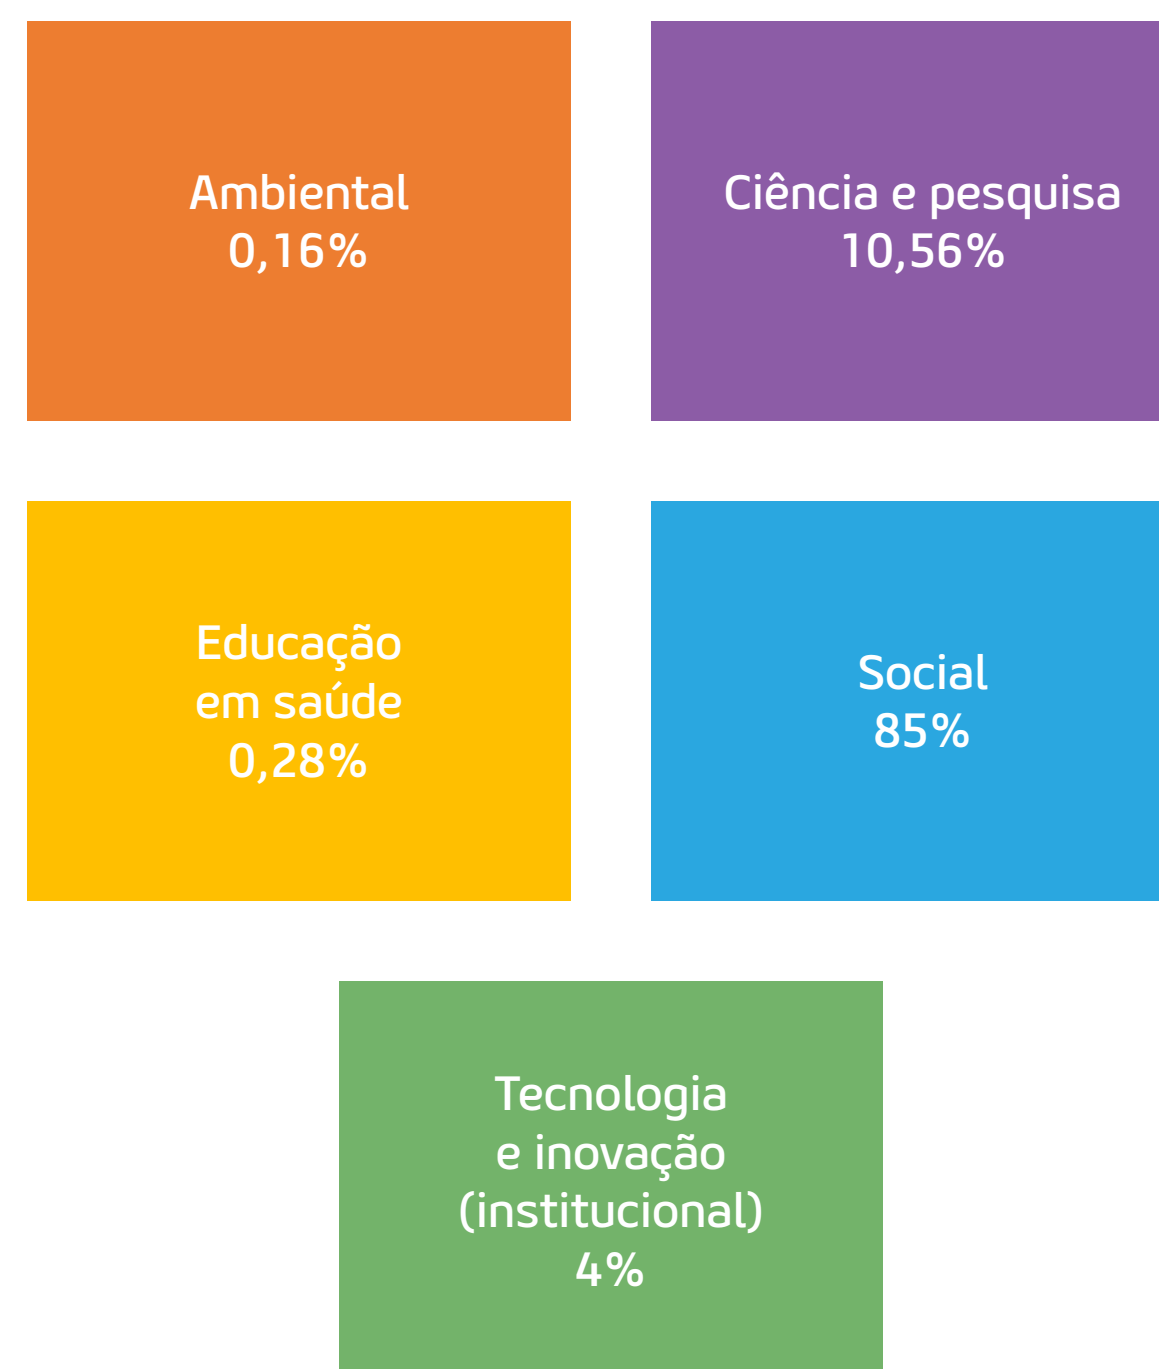 Ambiental
0,16%
Ciência e pesquisa
10,56%
Educação
em saúde
0,28%
Social
85%
Tecnologia
e inovação
(institucional)
4%